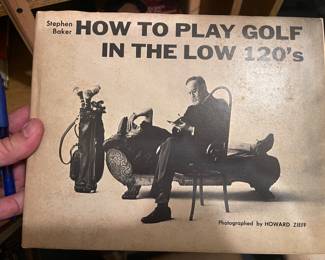 Stephen
Baker
HOW TO PLAY GOLF
IN THE LOW 120's
Photographed by HOWARD ZIEFF